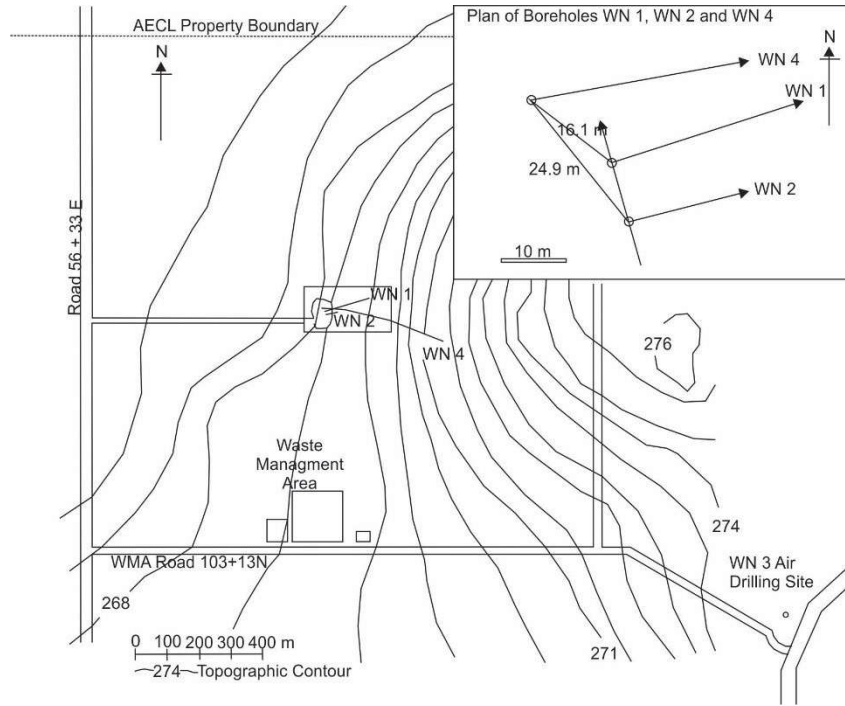 AECL Property Boundary
N
Plan of Boreholes WN 1, WN 2 and WN 4
N
WN 4
WN 1
16.1 m
24.9 m
WN 2
10 m
Road 56 + 33 E
WN 1
WN 2
WN 4
276
Waste
Managment
Area
274
WMA Road 103+13N
WN 3 Air
Drilling Site
268
0 100 200 300 400 m
271
274 Topographic Contour